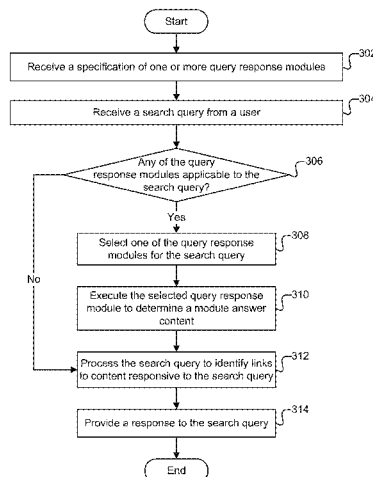 Start
302
Receive a specification of one or more query response modules
304
Receive a search query from a user
306
Any of the query
response modules applicable to the
search query?
Yes
308
Select one of the query response
modules for the search query
No
310
Execute the selected query response
module to determine a module answer
content
312
Process the search query to identify links
to content responsive to the search query
314
Provide a response to the search query
End